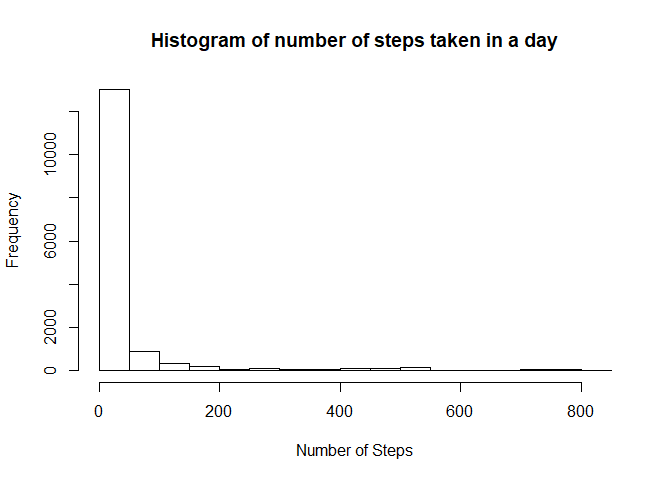 Histogram of number of steps taken in a day
Frequency
10000
6000
2000
0
0 200 400 600 800
Number of Steps